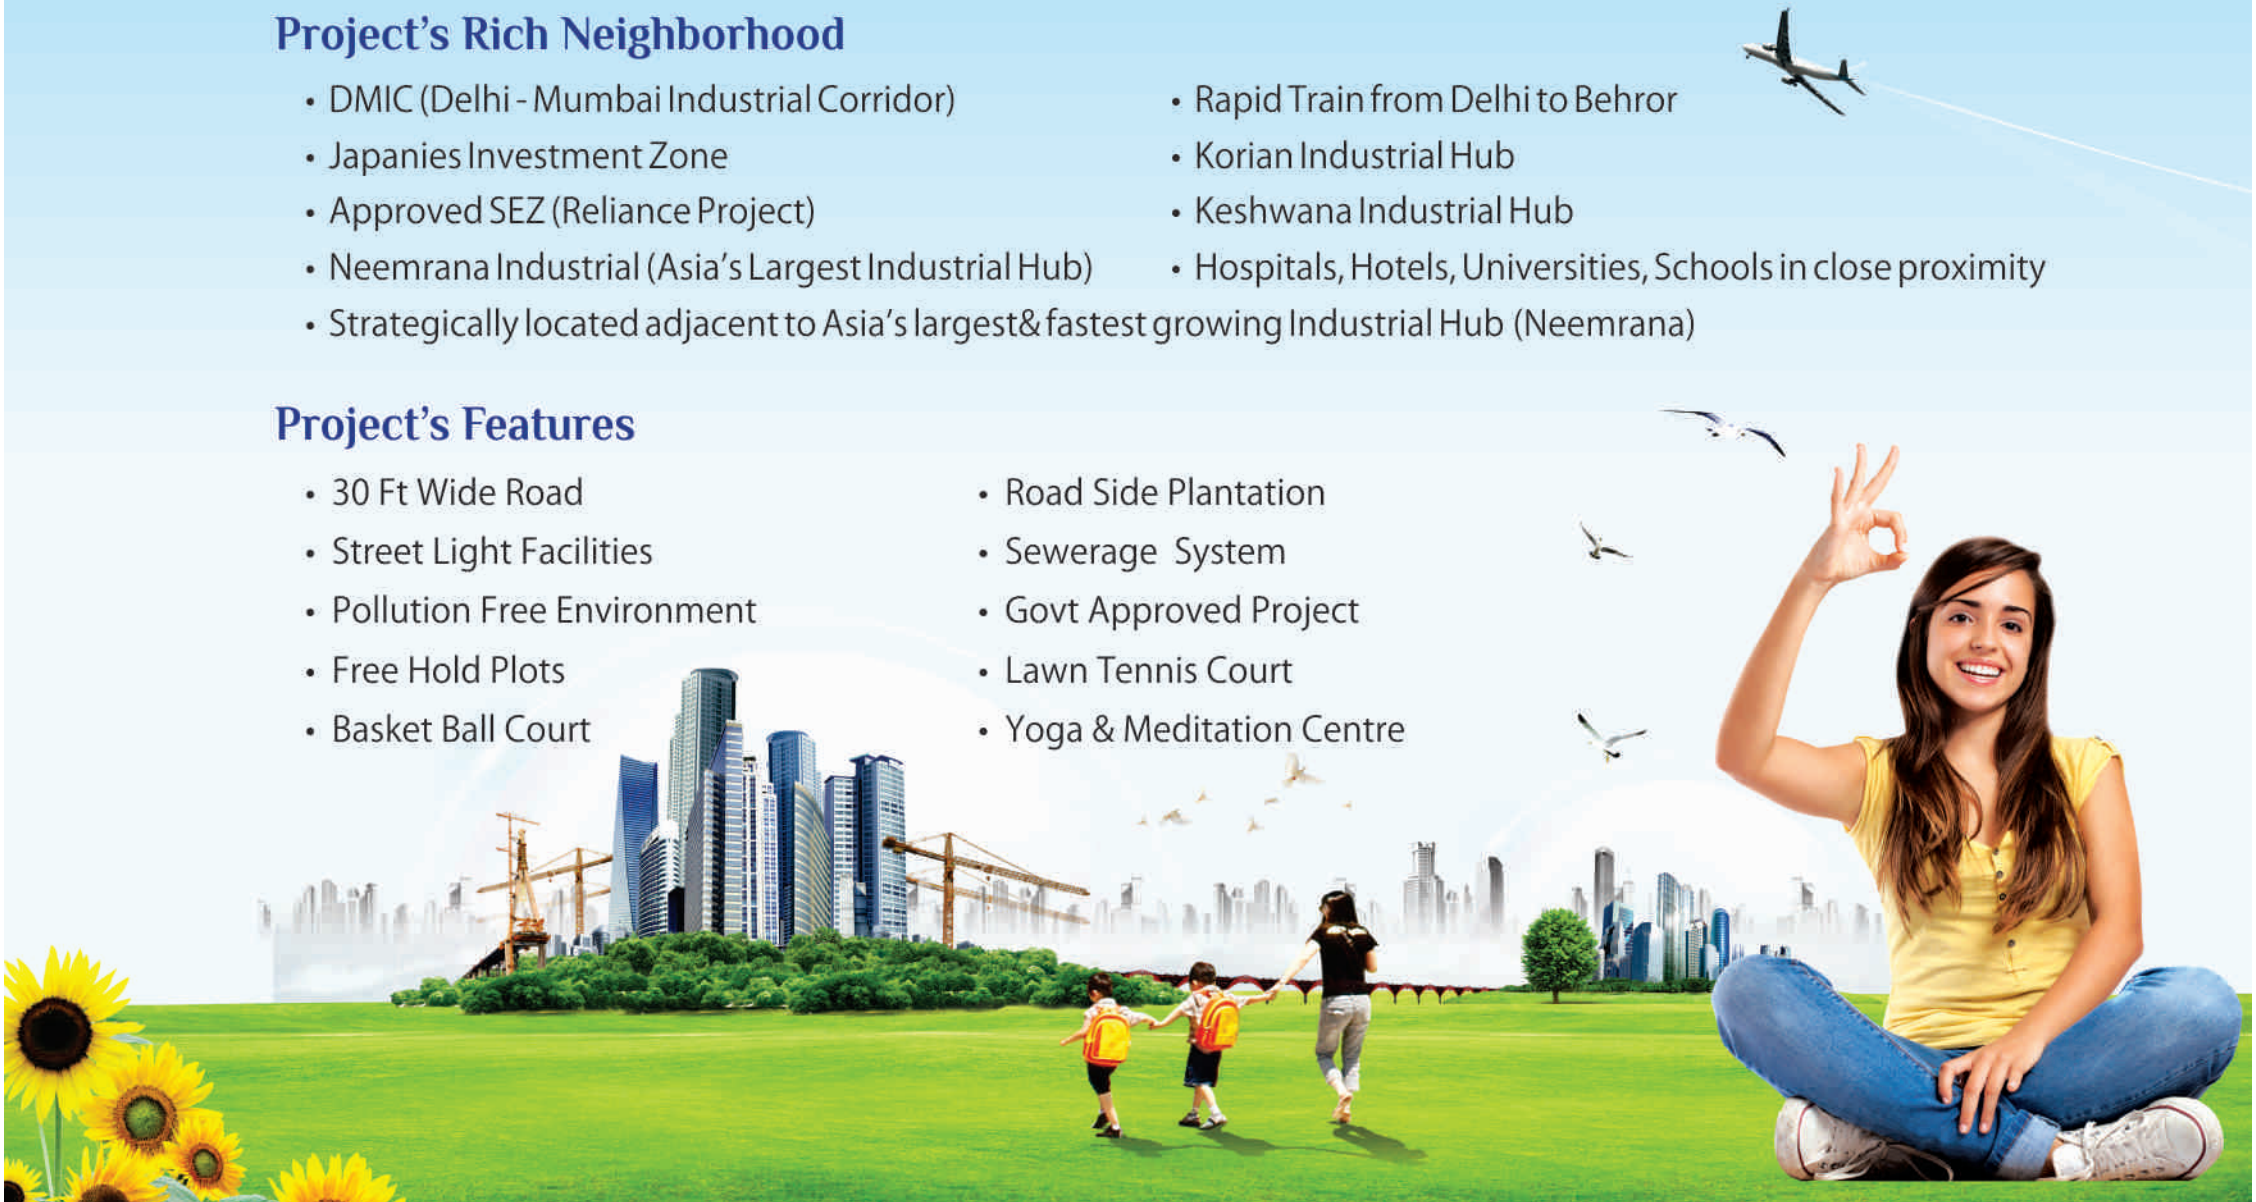 Project's Rich Neighborhood
• DMIC (Delhi - Mumbai Industrial Corridor)
• Japanies Investment Zone
• Approved SEZ (Reliance Project)
• Neemrana Industrial (Asia's Largest Industrial Hub)
• Rapid Train from Delhi to Behror
• Korian Industrial Hub
• Keshwana Industrial Hub
• Hospitals, Hotels, Universities, Schools in close proximity
• Strategically located adjacent to Asia's largest& fastest growing Industrial Hub (Neemrana)
Project's Features
• 30 Ft Wide Road
• Street Light Facilities
• Pollution Free Environment
• Free Hold Plots
• Basket Ball Court
• Road Side Plantation
• Sewerage System
• Govt Approved Project
• Lawn Tennis Court
• Yoga & Meditation Centre